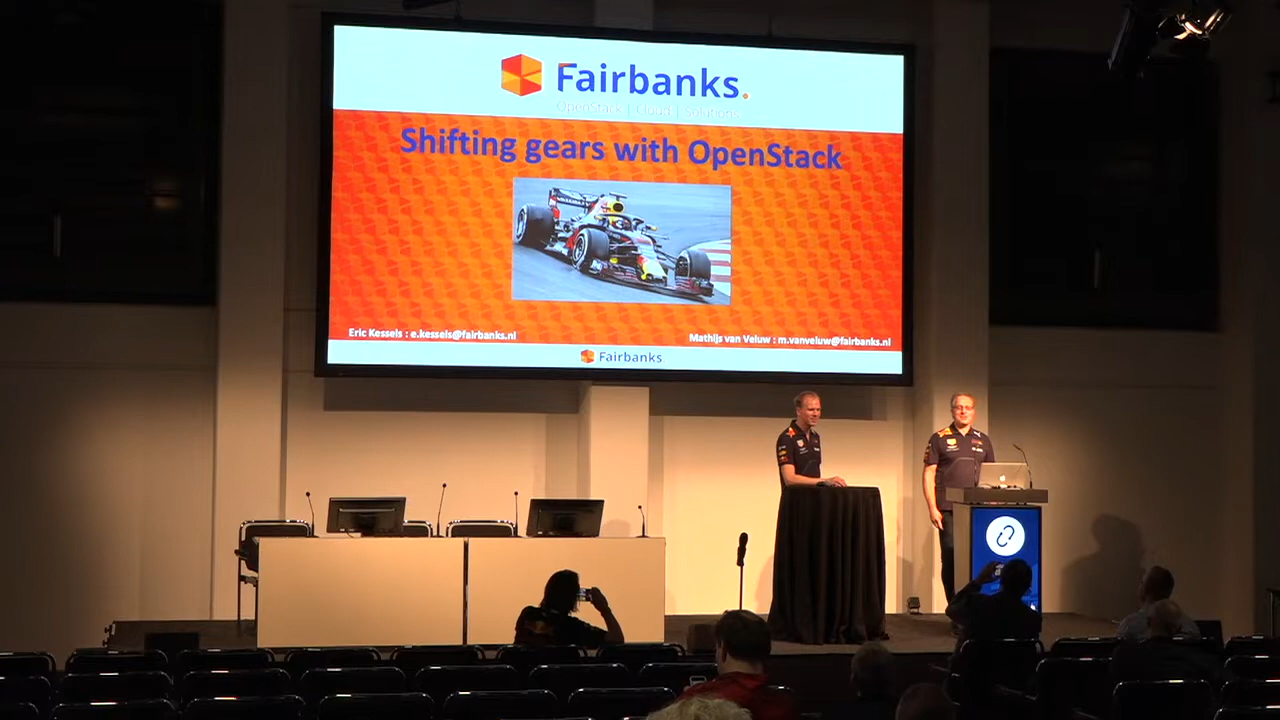 Fairbanks.
OpenStack | Cloud | Solutions
Shifting gears with OpenStack
Eric Kessels : e.kessels@fairbanks.nl
Mathijs van Veluw : m.vanveluw@fairbanks.nl
Fairbanks